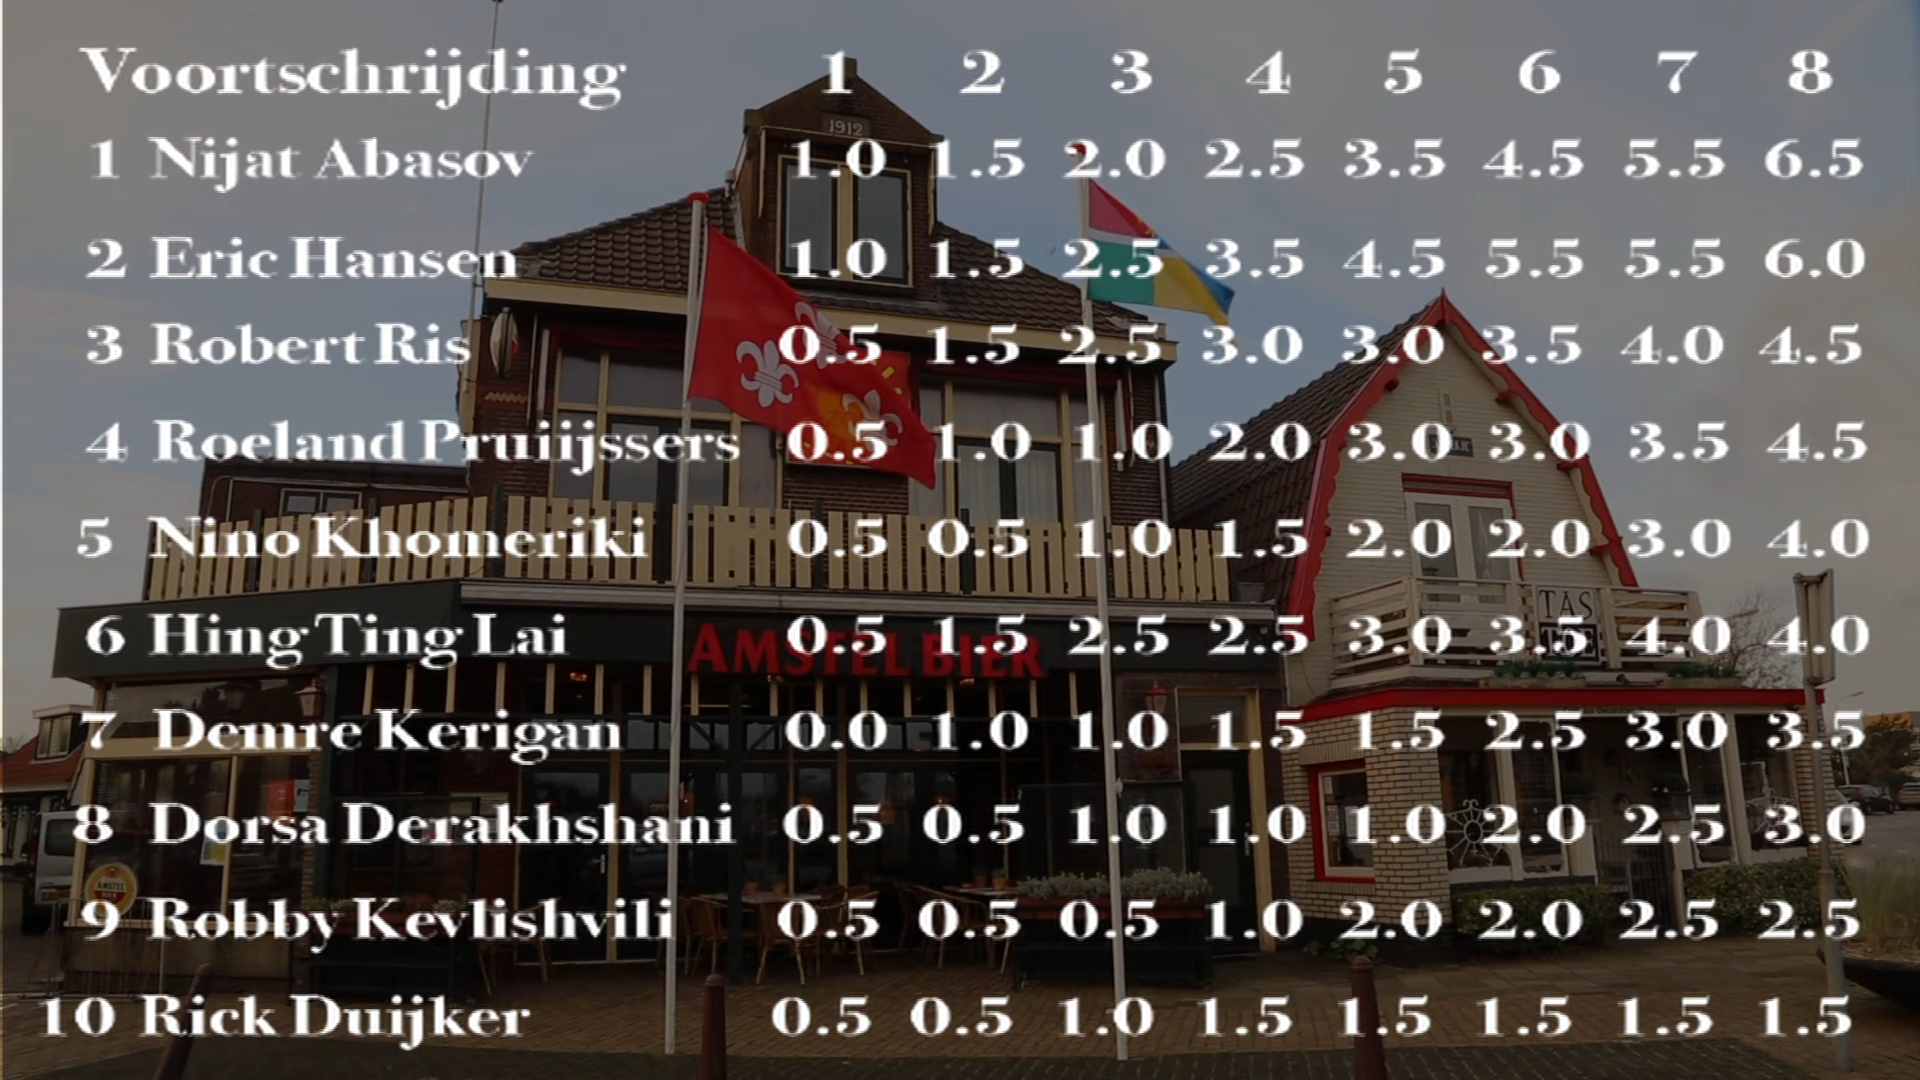 Voortschrijding 1 2 3 4 5 6 7 8
1912
1 Nijat Abasov 1.0 1.5 2.0 2.5 3.5 4.5 5.5 6.5
2 Eric Hansen 1.0 1.5 2.5 3.5 4.5 5.5 5.5 6.0
3 Robert Ris 0.5 1.5 2.5 3.0 3.0 3.5 4.0 4.5
4 Roeland Pruiijssers 0.5 1.0 1.0 2.0 3.0 3.0 3.5 4.5
5 Nino Khomeriki 0.5 0.5 1.0 1.5 2.0 2.0 3.0 4.0
TAS
6 Hing Ting Lai 0.5 1.5 2.5 2.5 3.0 3.5 4.0 4.0
AMSTEL BIER
7 Demre Kerigan 0.0 1.0 1.0 1.5 1.5 2.5 3.0 3.5
8 Dorsa Derakhshani 0.5 0.5 1.0 1.0 1.0 2.0 2.5 3.0
AMSTEL
9 Robby Kevlishvili 0.5 0.5 0.5 1.0 2.0 2.0 2.5 2.5
10 Rick Duijker 0.5 0.5 1.0 1.5 1.5 1.5 1.5 1.5